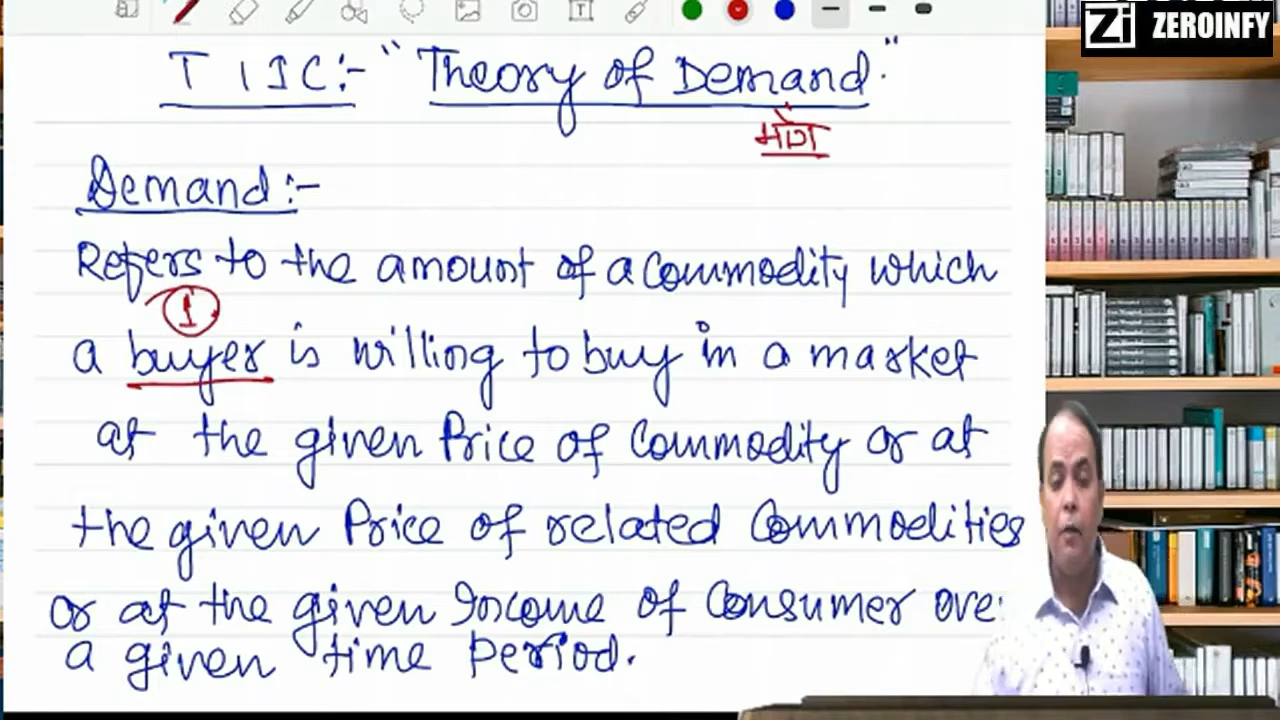 Zi ZEROINFY
T I J C:- "Theory of Demand."
माँग
Demand:-
Refers to the amount of a Commodity which
1
a buyer is willing to buy in a market
at the given Price of Commodity or at
the given Price of related Commodities
or at the given Income of Consumer ove
a given time Period.